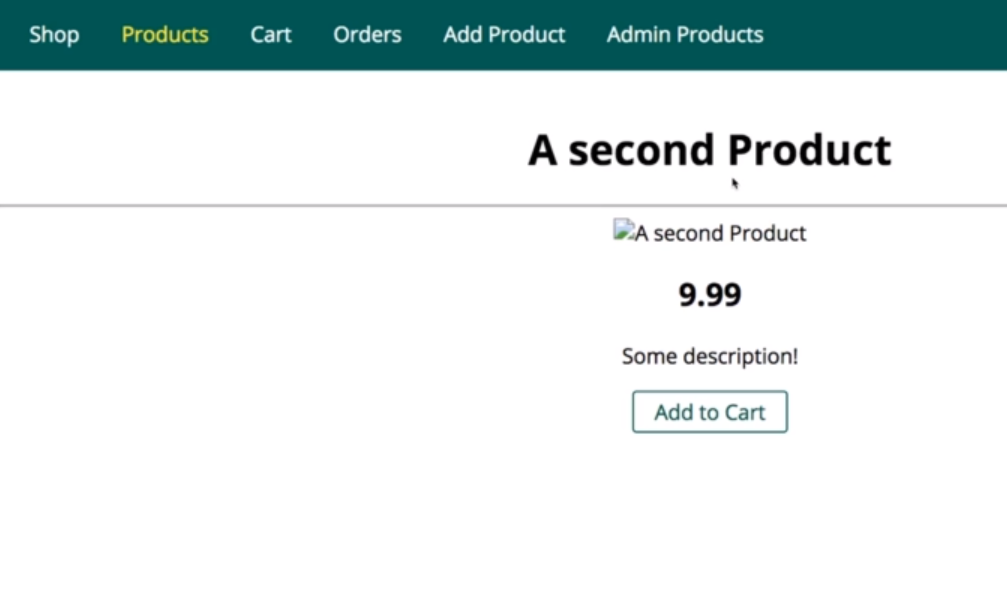 Shop Products Cart Orders Add Product Admin Products
A second Product
A second Product
9.99
Some description!
Add to Cart